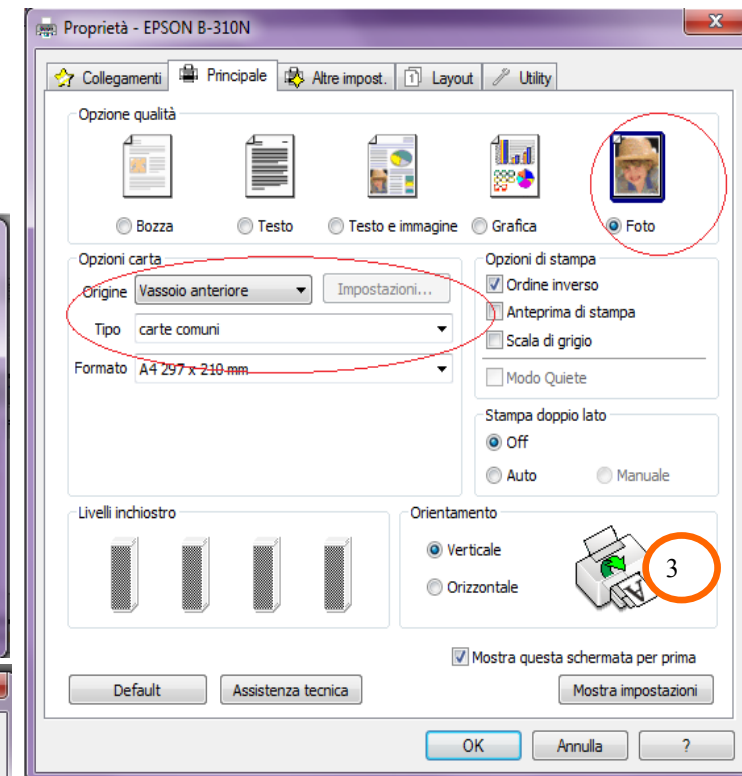 Proprietà - EPSON B-310N
Collegamenti Principale Altre impost. Layout Utility
Opzione qualità
Bozza Testo Testo e immagine Grafica Foto
Opzioni carta
Origine Vassoio anteriore Impostazioni...
Tipo carte comuni
Formato A4 297 x 210 mm
Opzioni di stampa
Ordine inverso
Anteprima di stampa
Scala di grigio
Modo Quiete
Stampa doppio lato
Off
Auto Manuale
Livelli inchiostro
Orientamento
Verticale
Orizzontale
A
3
Mostra questa schermata per prima
Default Assistenza tecnica Mostra impostazioni
OK Annulla ?